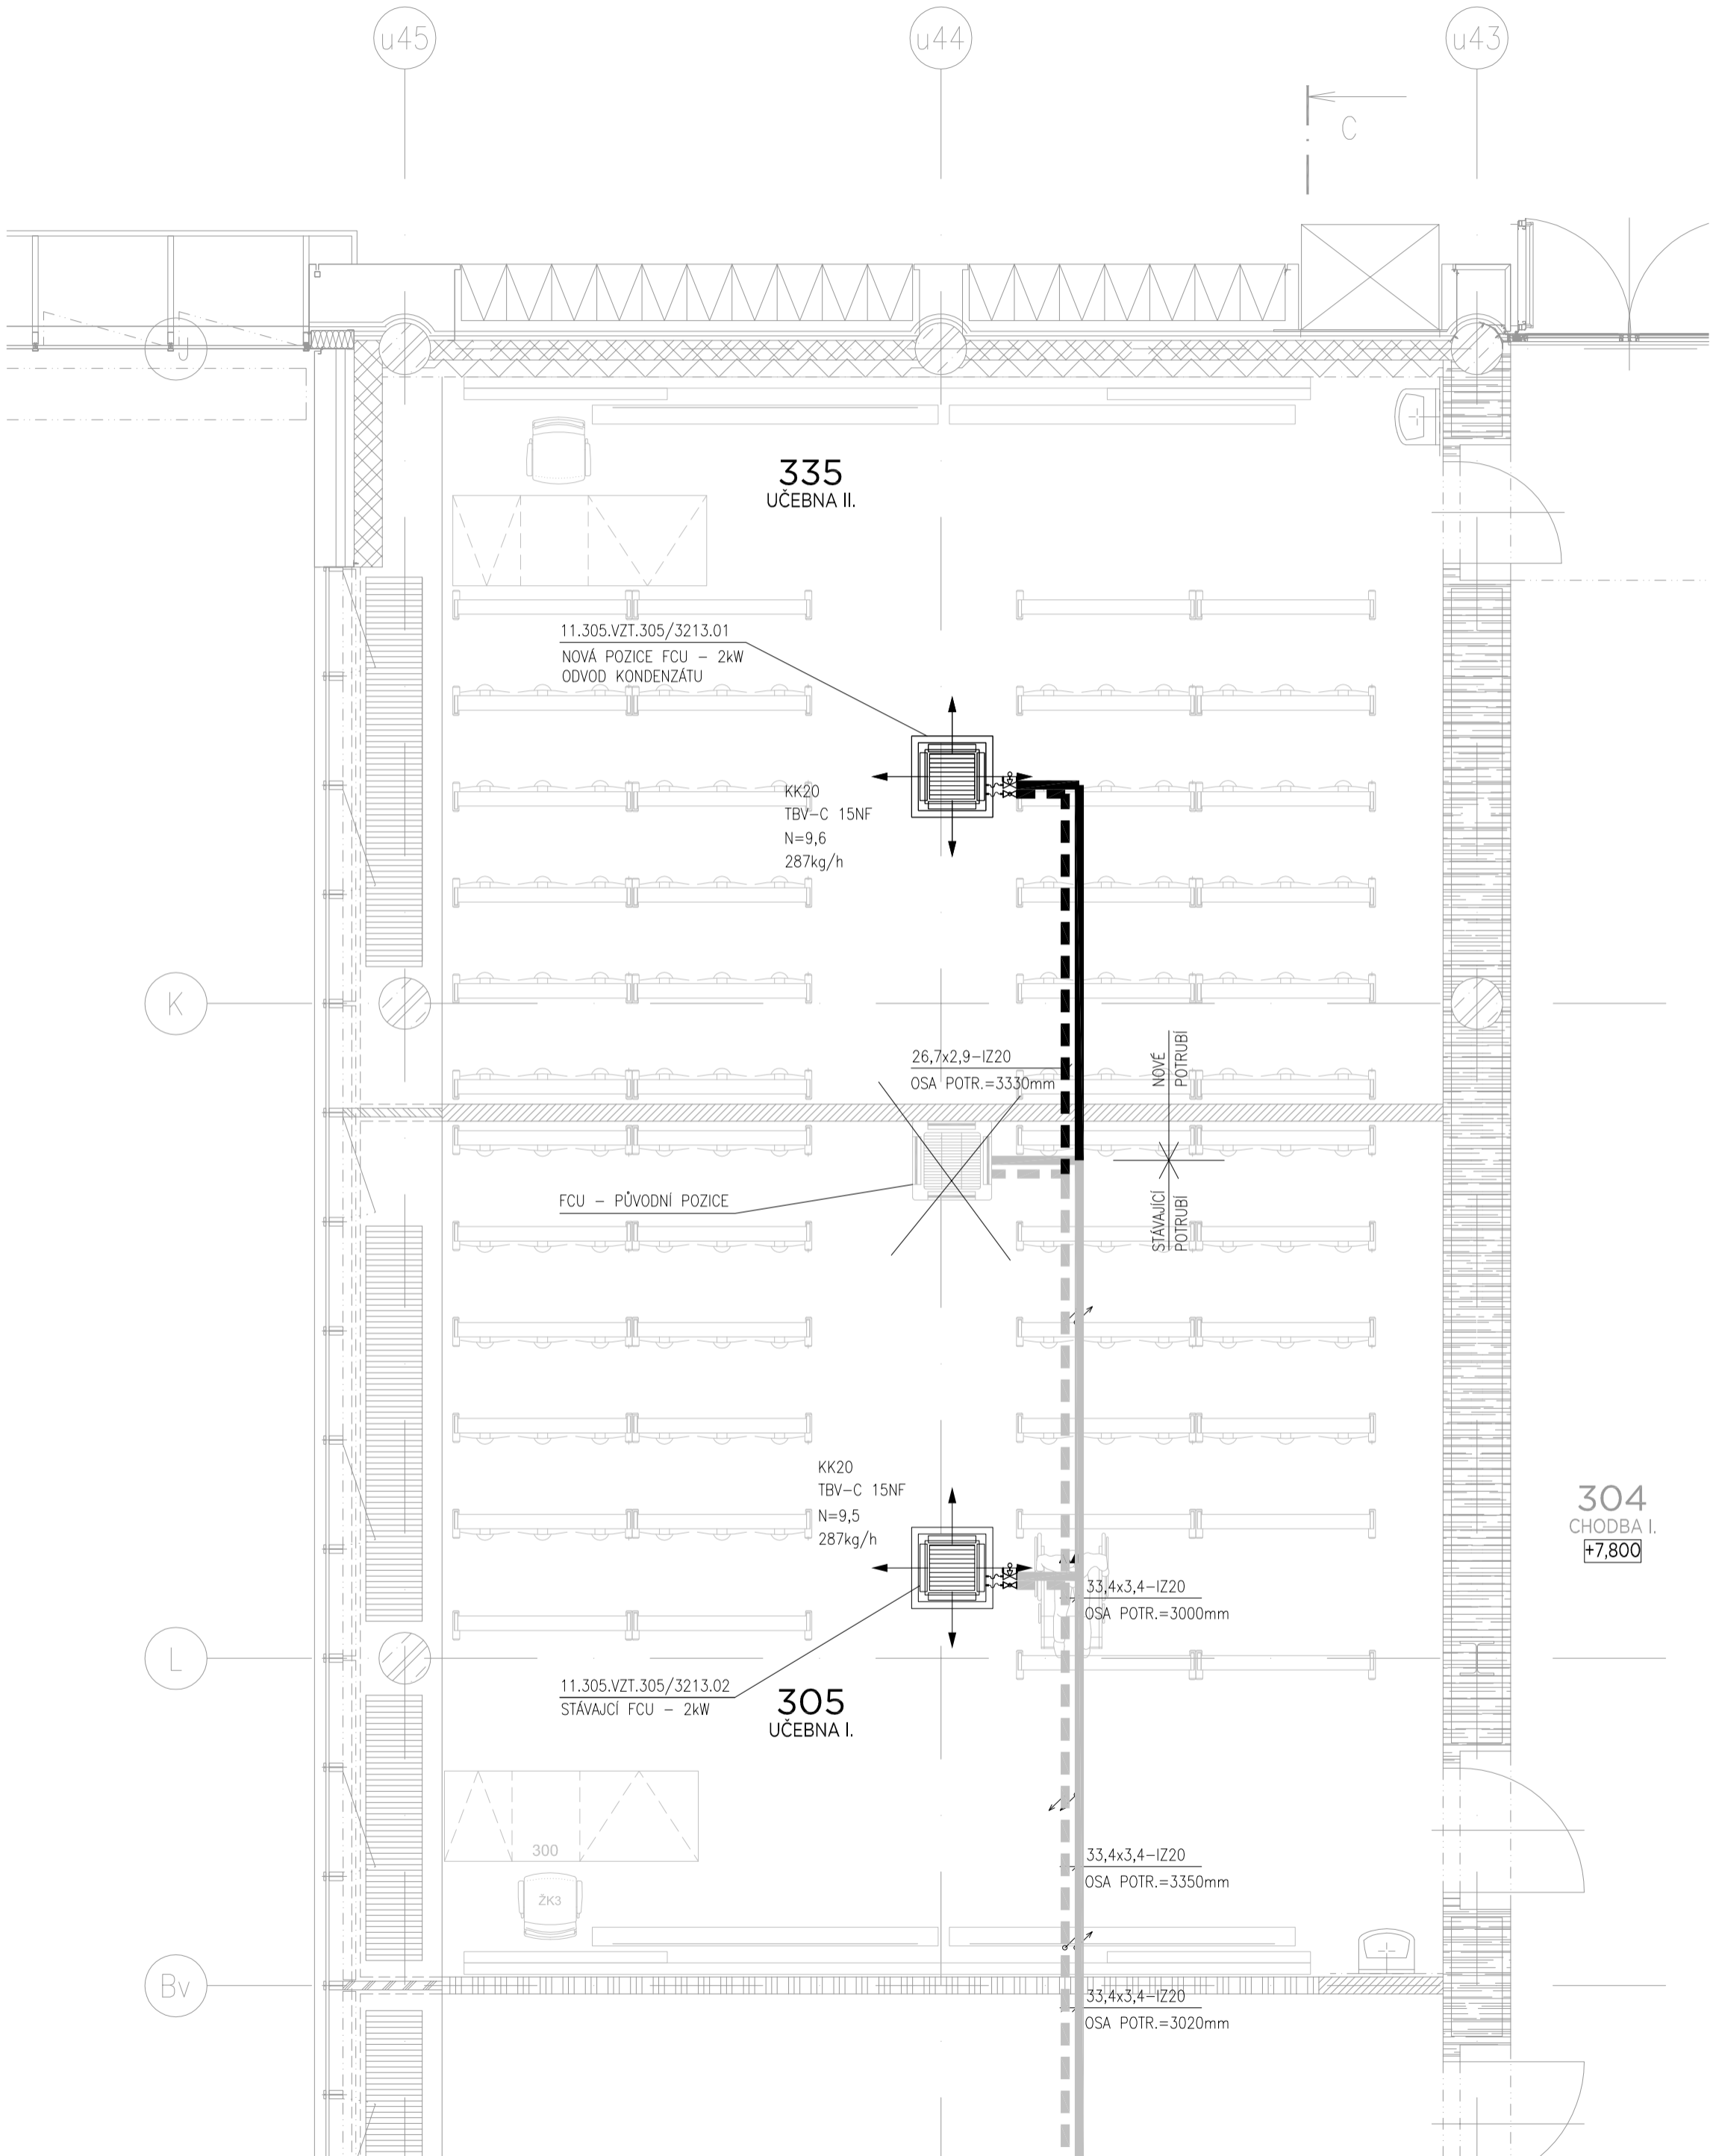 u45
u44
u43
C
J
335
UČEBNA II.
11.305.VZT.305/3213.01
NOVÁ POZICE FCU – 2kW
ODVOD KONDENZÁTU
KK20
TBV–C 15NF
N=9,6
287kg/h
K
26,7x2,9–IZ20
OSA POTR.=3330mm
NOVÉ
POTRUBÍ
STÁVAJÍCÍ
POTRUBÍ
FCU – PŮVODNÍ POZICE
KK20
TBV–C 15NF
N=9,5
287kg/h
304
CHODBA I.
+7,800
33,4x3,4–IZ20
OSA POTR.=3000mm
L
11.305.VZT.305/3213.02
STÁVAJCÍ FCU – 2kW
305
UČEBNA I.
300
ŽK3
33,4x3,4–IZ20
OSA POTR.=3350mm
Bv
33,4x3,4–IZ20
OSA POTR.=3020mm